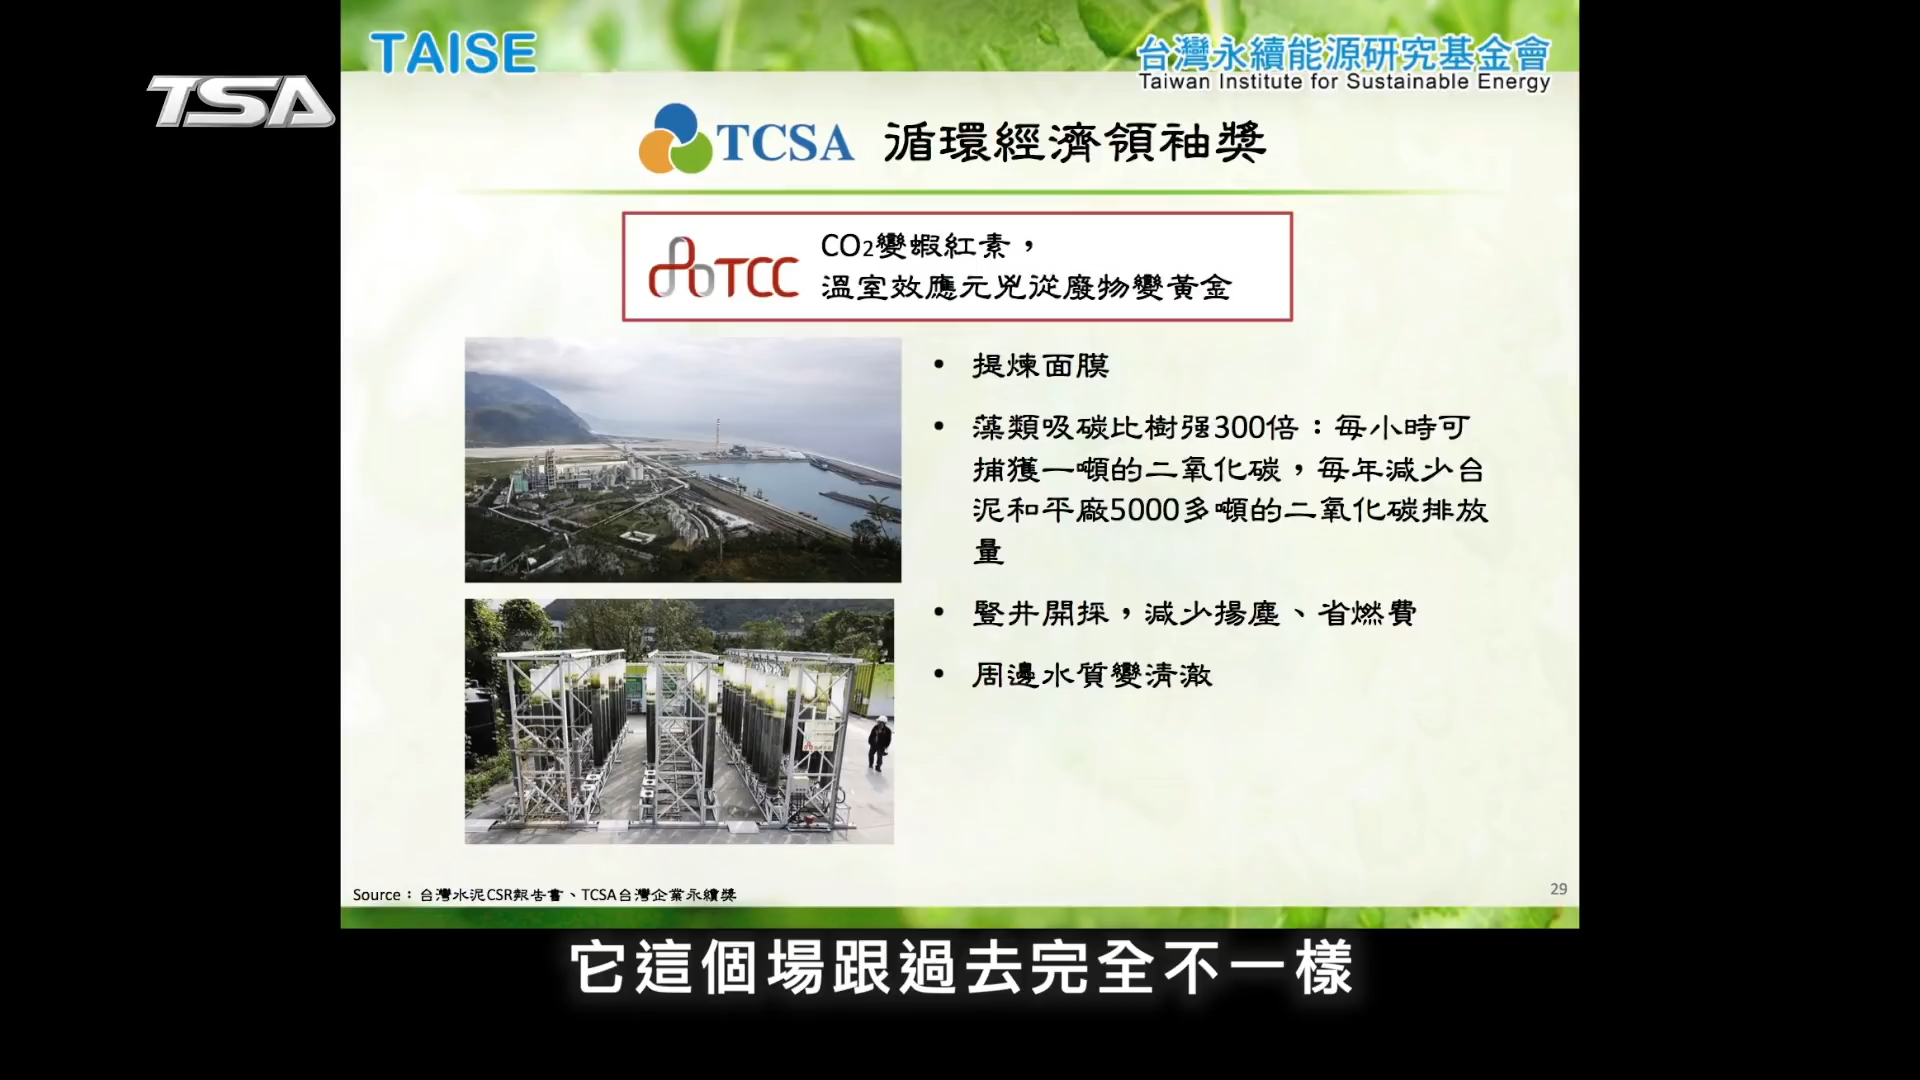 TSA
TAISE
台灣永續能源研究基金會
Taiwan Institute for Sustainable Energy
TCSA 循環經濟領袖獎
TCC
CO2變蝦紅素，
溫室效應元兇從廢物變黃金
• 提煉面膜
• 藻類吸碳比樹强300倍：每小時可
捕獲一噸的二氧化碳，每年減少台
泥和平廠5000多噸的二氧化碳排放
量
• 豎井開採，減少揚塵、省燃費
• 周邊水質變清澈
Source：台灣水泥CSR報告書、TCSA台灣企業永續獎
29
它這個場跟過去完全不一樣